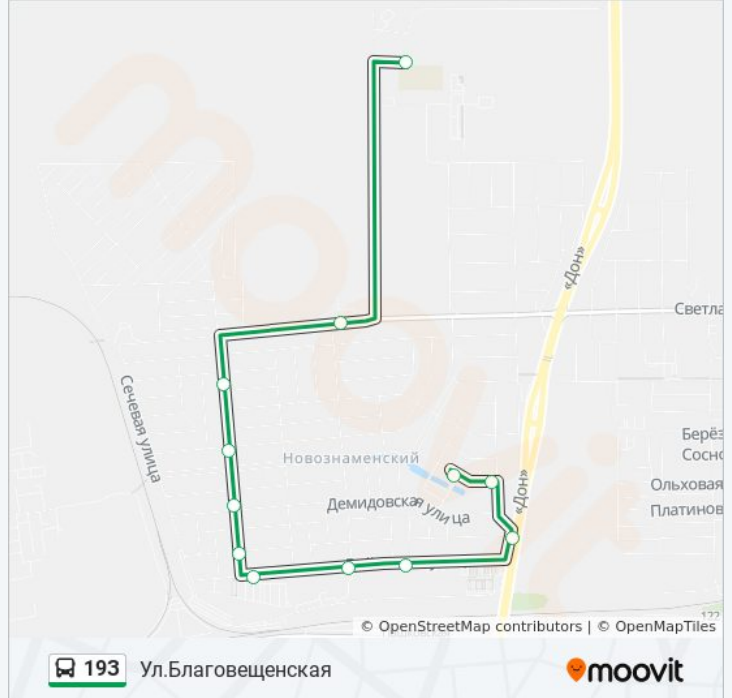 «Дон»
Светла
Сечевая улица
Берёз
Сосно
Новознаменский
Ольховая
«Дон»
Демидовская улица
Платинов
122
© OpenStreetMap contributors | © OpenMapTiles
193 Ул.Благовещенская
moovit